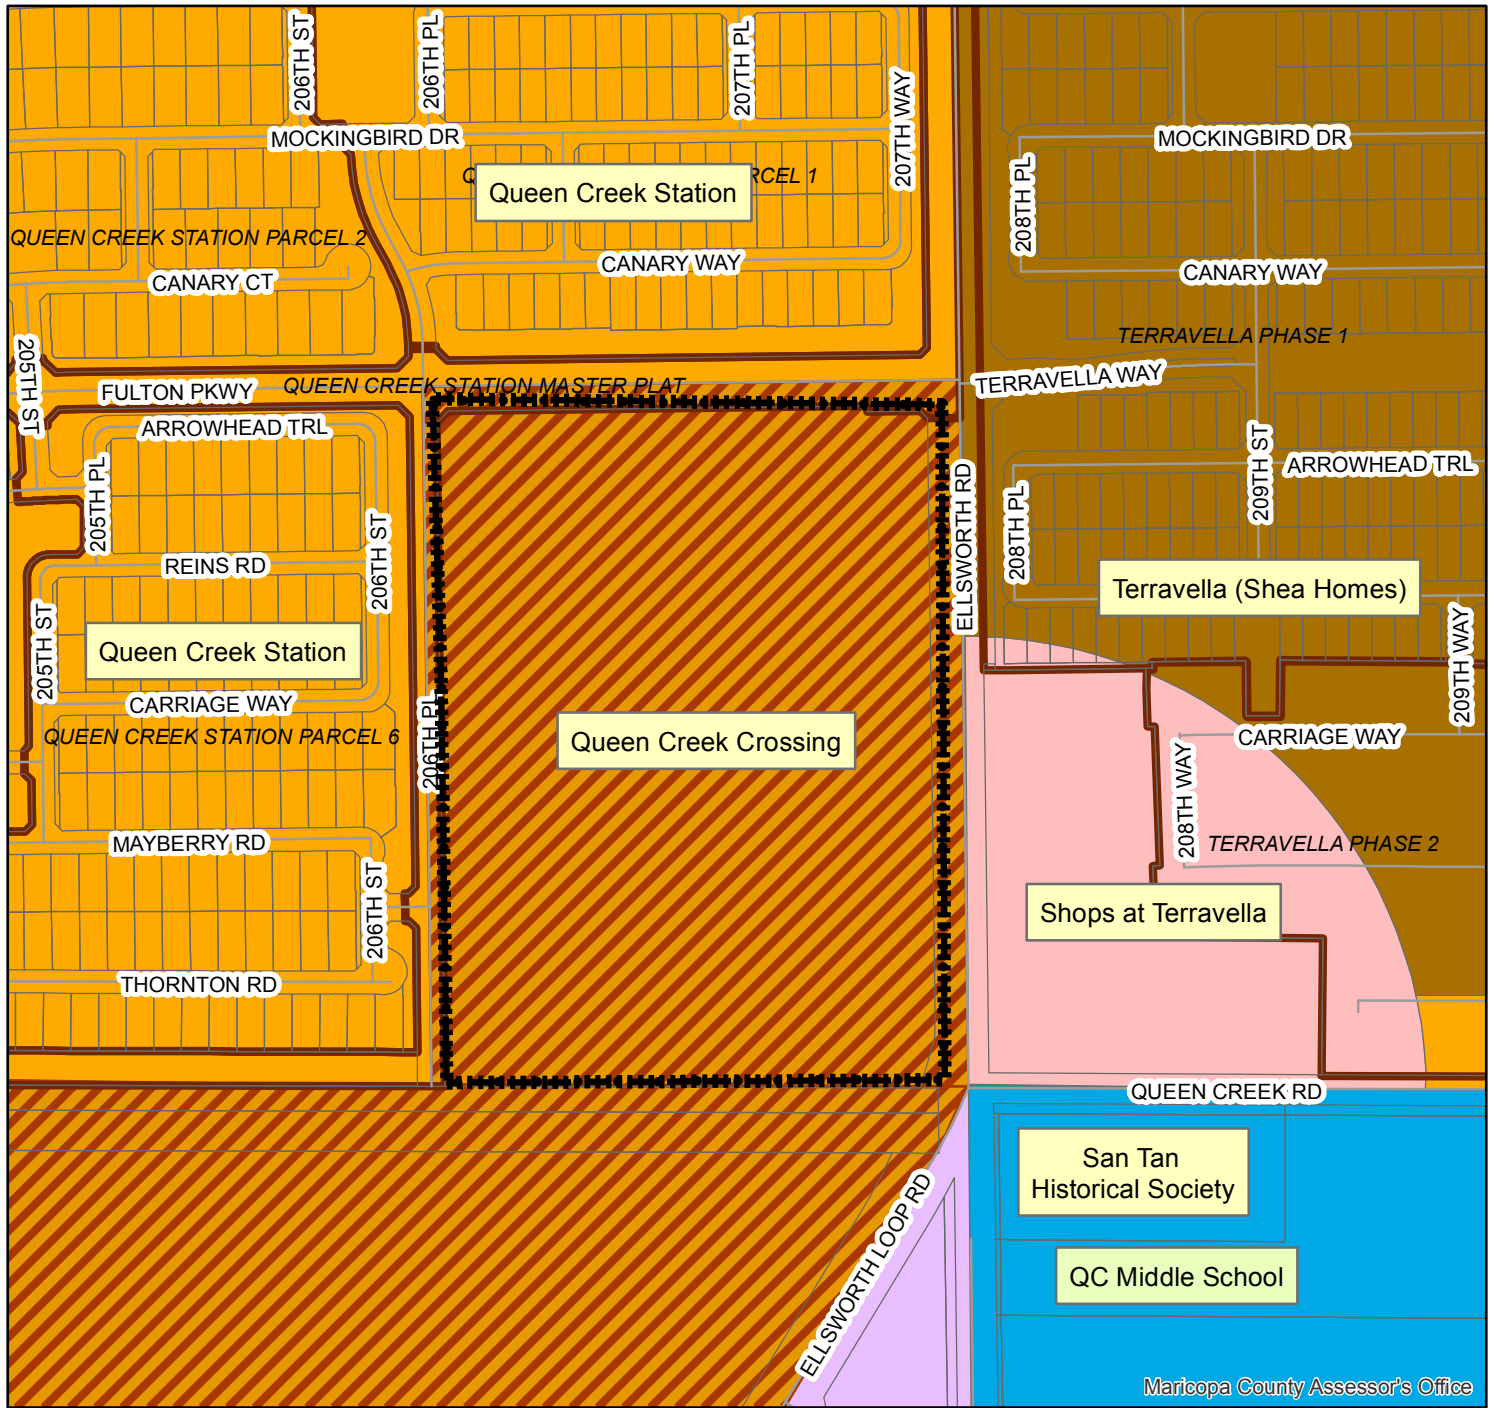 206TH ST
206TH PL
207TH PL
207TH WAY
MOCKINGBIRD DR
MOCKINGBIRD DR
208TH PL
Queen Creek Station
Q
RCEL 1
QUEEN CREEK STATION PARCEL 2
CANARY WAY
CANARY CT
CANARY WAY
TERRAVELLA PHASE 1
205TH ST
FULTON PKWY
QUEEN CREEK STATION MASTER PLAT
TERRAVELLA WAY
ARROWHEAD TRL
ARROWHEAD TRL
205TH PL
206TH ST
ELLSWORTH RD
208TH PL
209TH ST
REINS RD
Terravella (Shea Homes)
205TH ST
Queen Creek Station
209TH WAY
CARRIAGE WAY
QUEEN CREEK STATION PARCEL 6
206TH PL
Queen Creek Crossing
CARRIAGE WAY
208TH WAY
MAYBERRY RD
TERRAVELLA PHASE 2
206TH ST
Shops at Terravella
THORNTON RD
QUEEN CREEK RD
San Tan
Historical Society
ELLSWORTH LOOP RD
QC Middle School
Maricopa County Assessor's Office